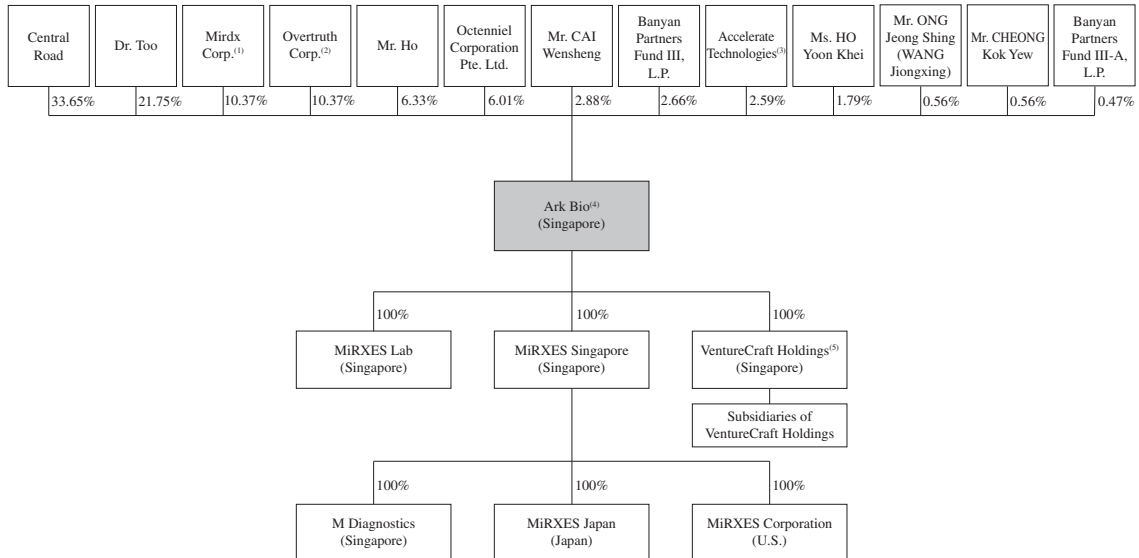 Central
Road
Dr. Too
Mirdx
Corp.(1)
Overtruth
Corp.(2)
Mr. Ho
Octenniel
Corporation
Pte. Ltd.
Mr. CAI
Wensheng
Banyan
Partners
Fund III,
L.P.
Accelerate
Technologies(3)
Ms. HO
Yoon Khei
Mr. ONG
Jeong Shing
(WANG
Jiongxing)
Mr. CHEONG
Kok Yew
Banyan
Partners
Fund III-A,
L.P.
33.65%
21.75%
10.37%
10.37%
6.33%
6.01%
2.88%
2.66%
2.59%
1.79%
0.56%
0.56%
0.47%
Ark Bio(4)
(Singapore)
100%
100%
100%
MiRXES Lab
(Singapore)
MiRXES Singapore
(Singapore)
VentureCraft Holdings(5)
(Singapore)
Subsidiaries of
VentureCraft Holdings
100%
100%
100%
M Diagnostics
(Singapore)
MiRXES Japan
(Japan)
MiRXES Corporation
(U.S.)